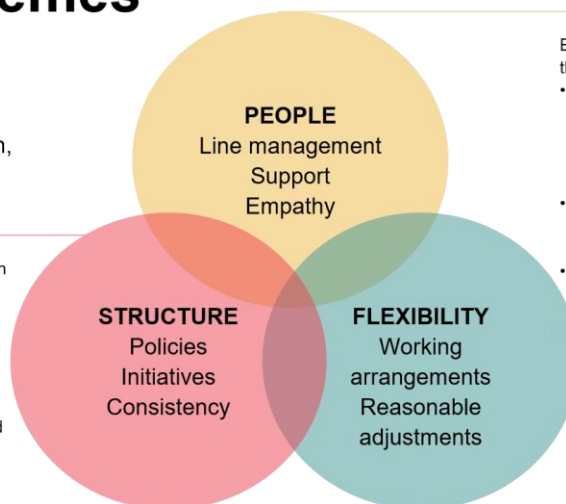 PEOPLE
Line management
Support
Empathy
STRUCTURE
Policies
Initiatives
Consistency
FLEXIBILITY
Working
arrangements
Reasonable
adjustments